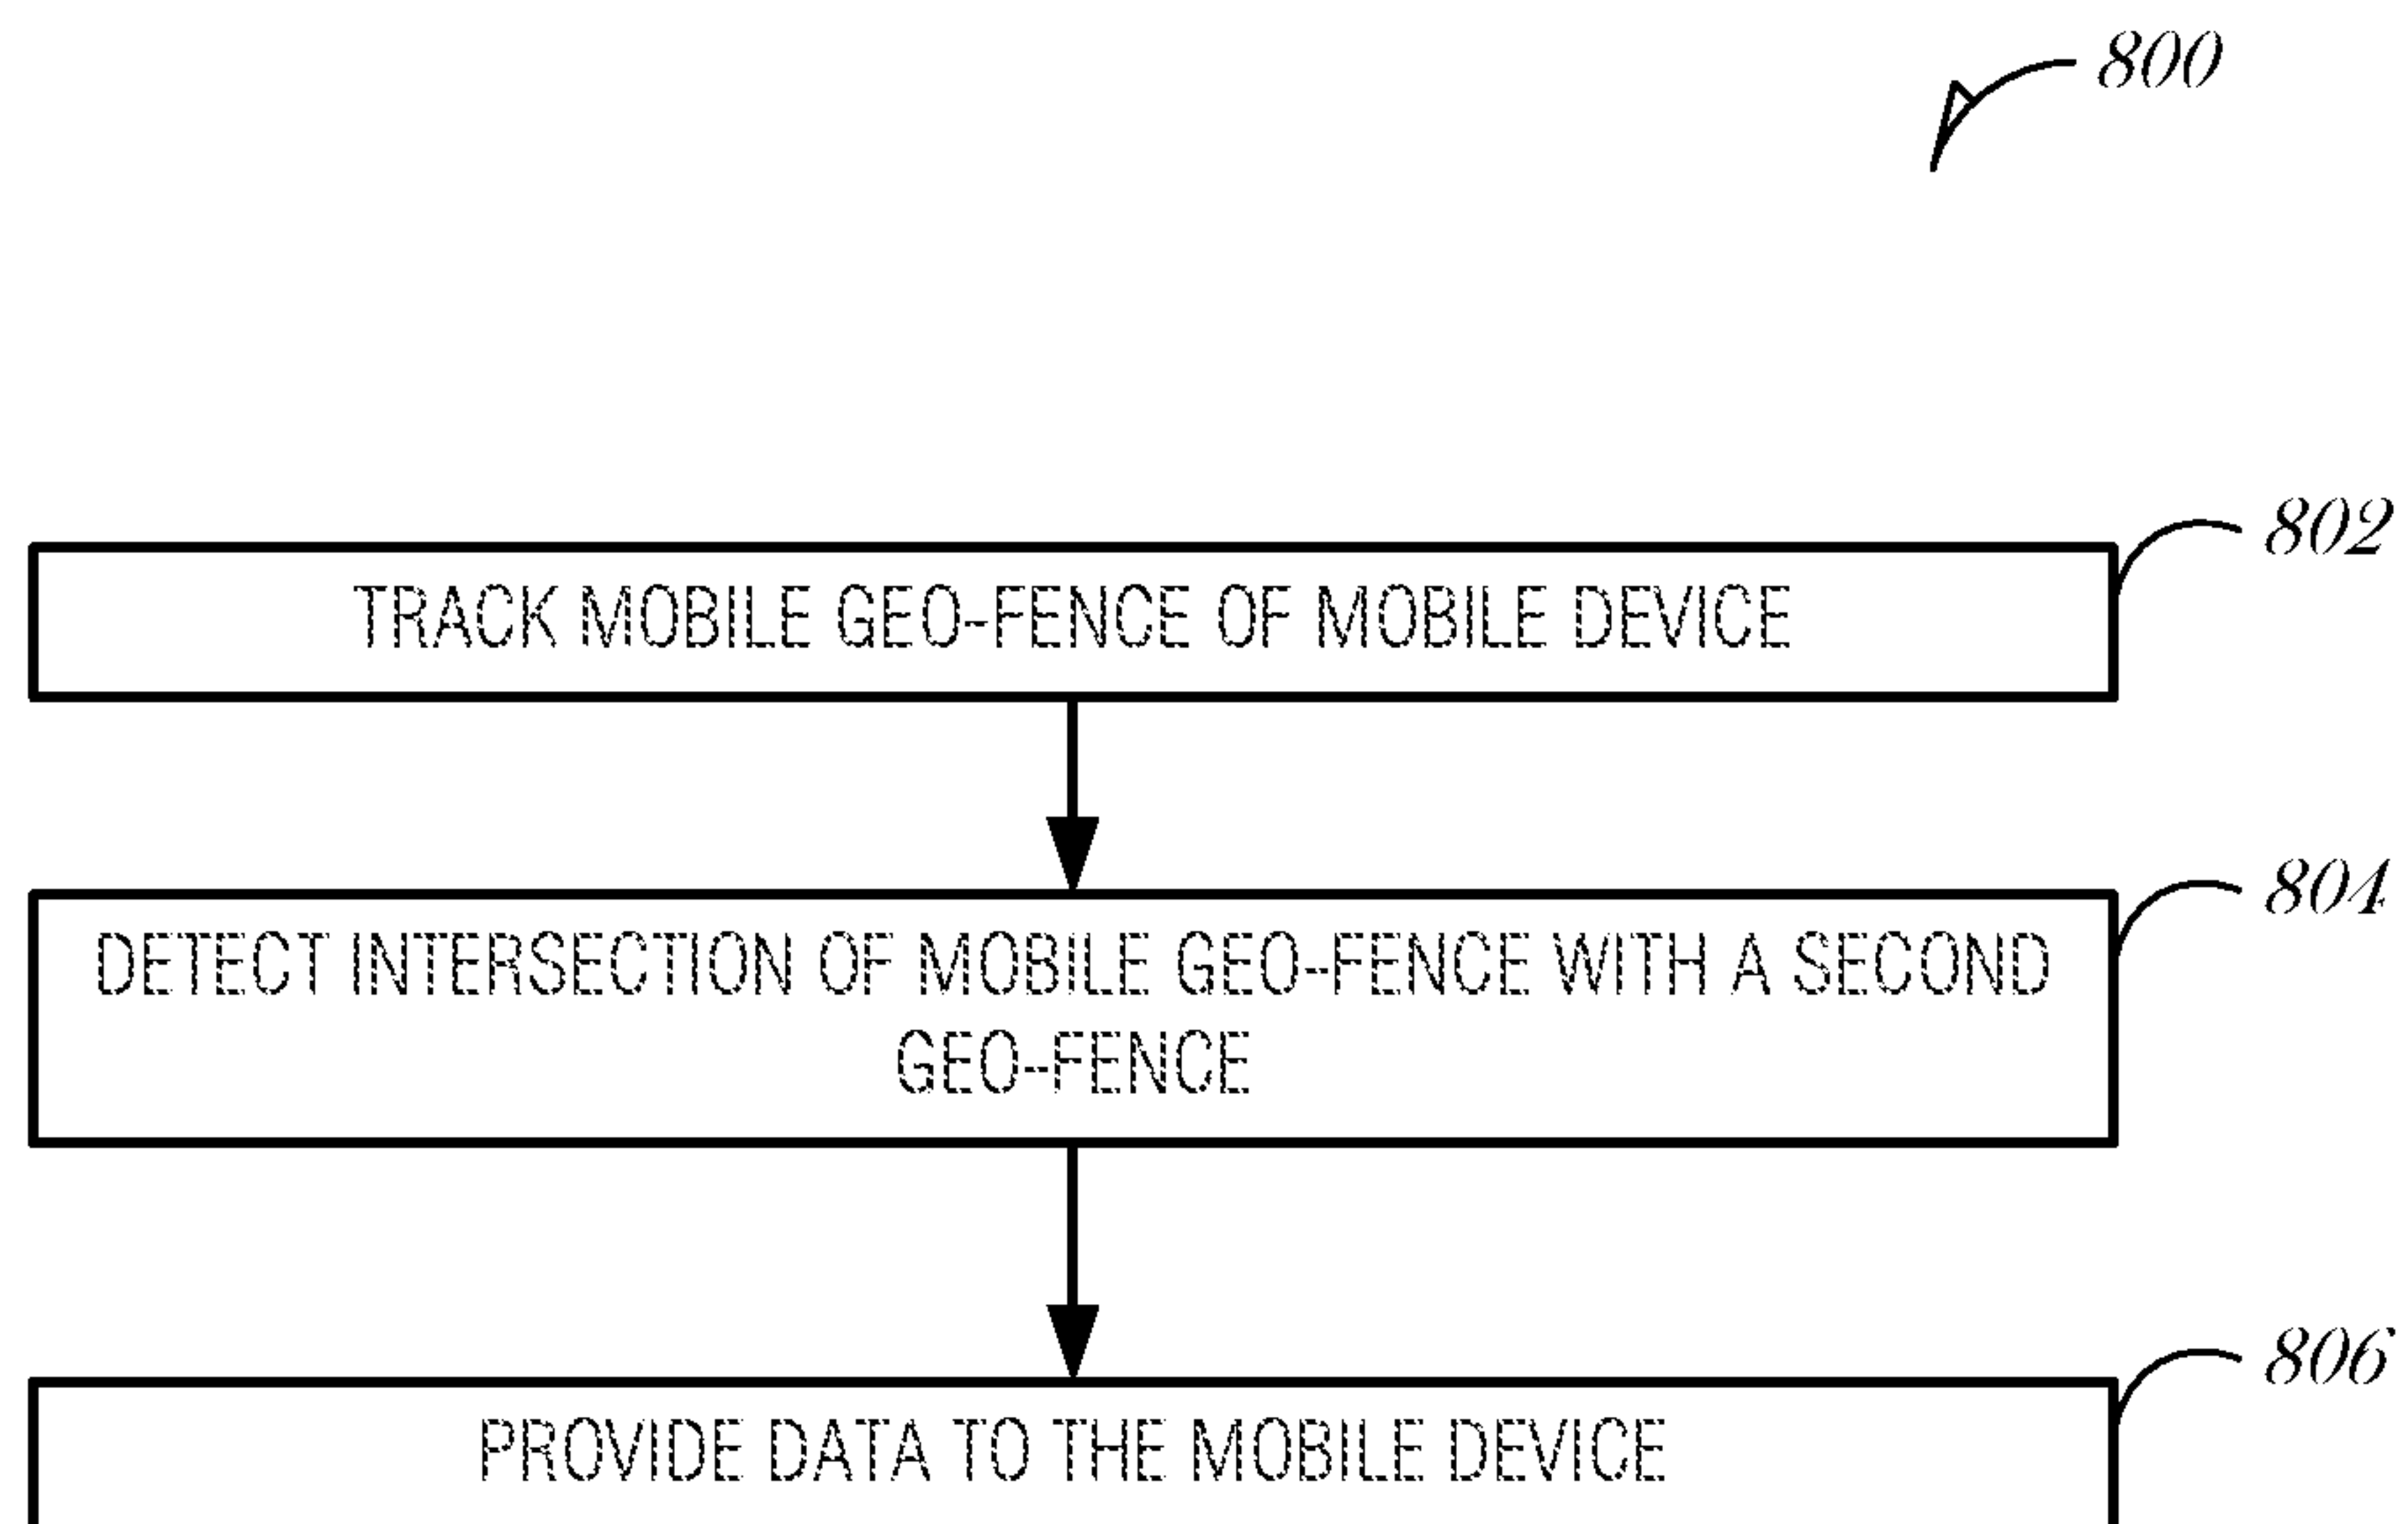 800
802
TRACK MOBILE GEO-FENCE OF MOBILE DEVICE
804
DETECT INTERSECTION OF MOBILE GEO-FENCE WITH A SECOND
GEO-FENCE
806
PROVIDE DATA TO THE MOBILE DEVICE